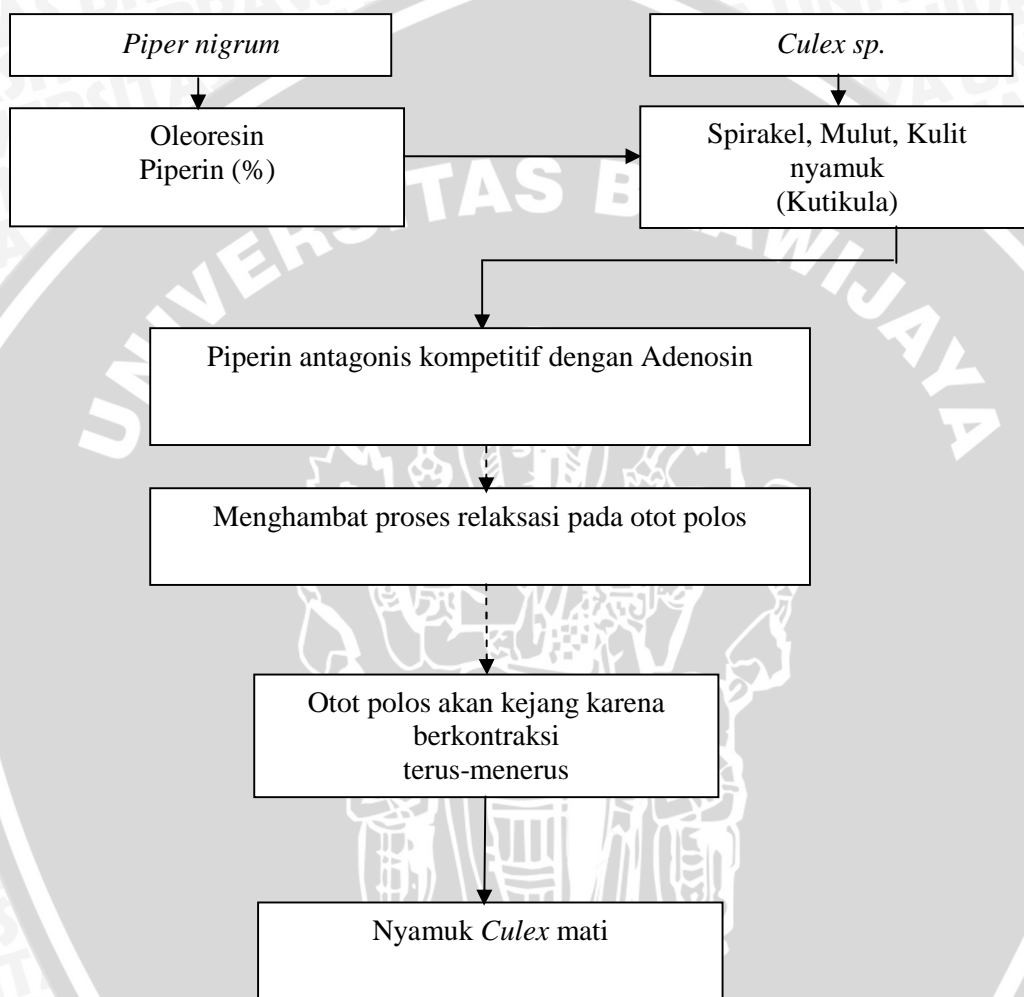 Piper nigrum
Culex sp.
Oleoresin
Piperin (%)
Spirakel, Mulut, Kulit
nyamuk
(Kutikula)
Piperin antagonis kompetitif dengan Adenosin
Menghambat proses relaksasi pada otot polos
Otot polos akan kejang karena
berkontraksi
terus-menerus
Nyamuk Culex mati